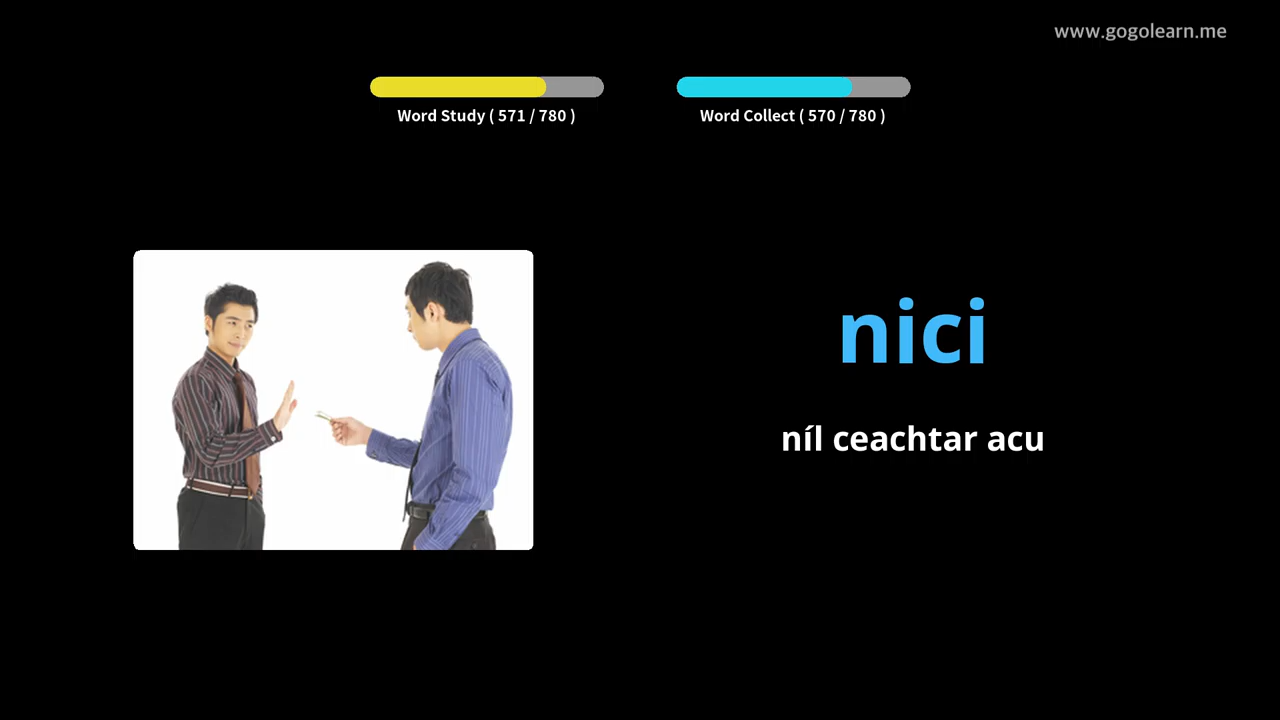 www.gogolearn.me
Word Study ( 571 / 780 )
Word Collect ( 570 / 780 )
nici
níl ceachtar acu